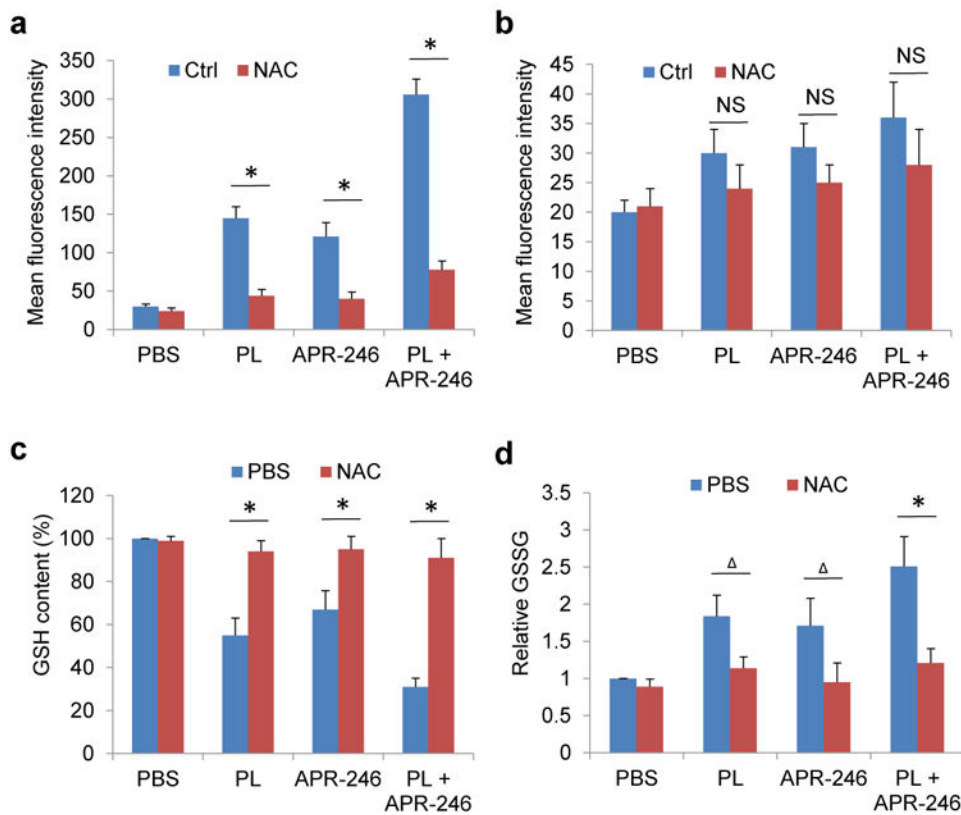 a
Mean fluorescence intensity
Ctrl NAC
350
300
250
200
150
100
50
0
*
*
*
PBS PL APR-246 PL +
APR-246
b
Mean fluorescence intensity
Ctrl NAC
45
40
35
30
25
20
15
10
5
0
NS
NS
NS
PBS PL APR-246 PL +
APR-246
c
GSH content (%)
PBS NAC
120
100
80
60
40
20
0
*
*
*
PBS PL APR-246 PL +
APR-246
d
Relative GSSG
PBS NAC
3.5
3
2.5
2
1.5
1
0.5
0
Δ
Δ
*
PBS PL APR-246 PL +
APR-246